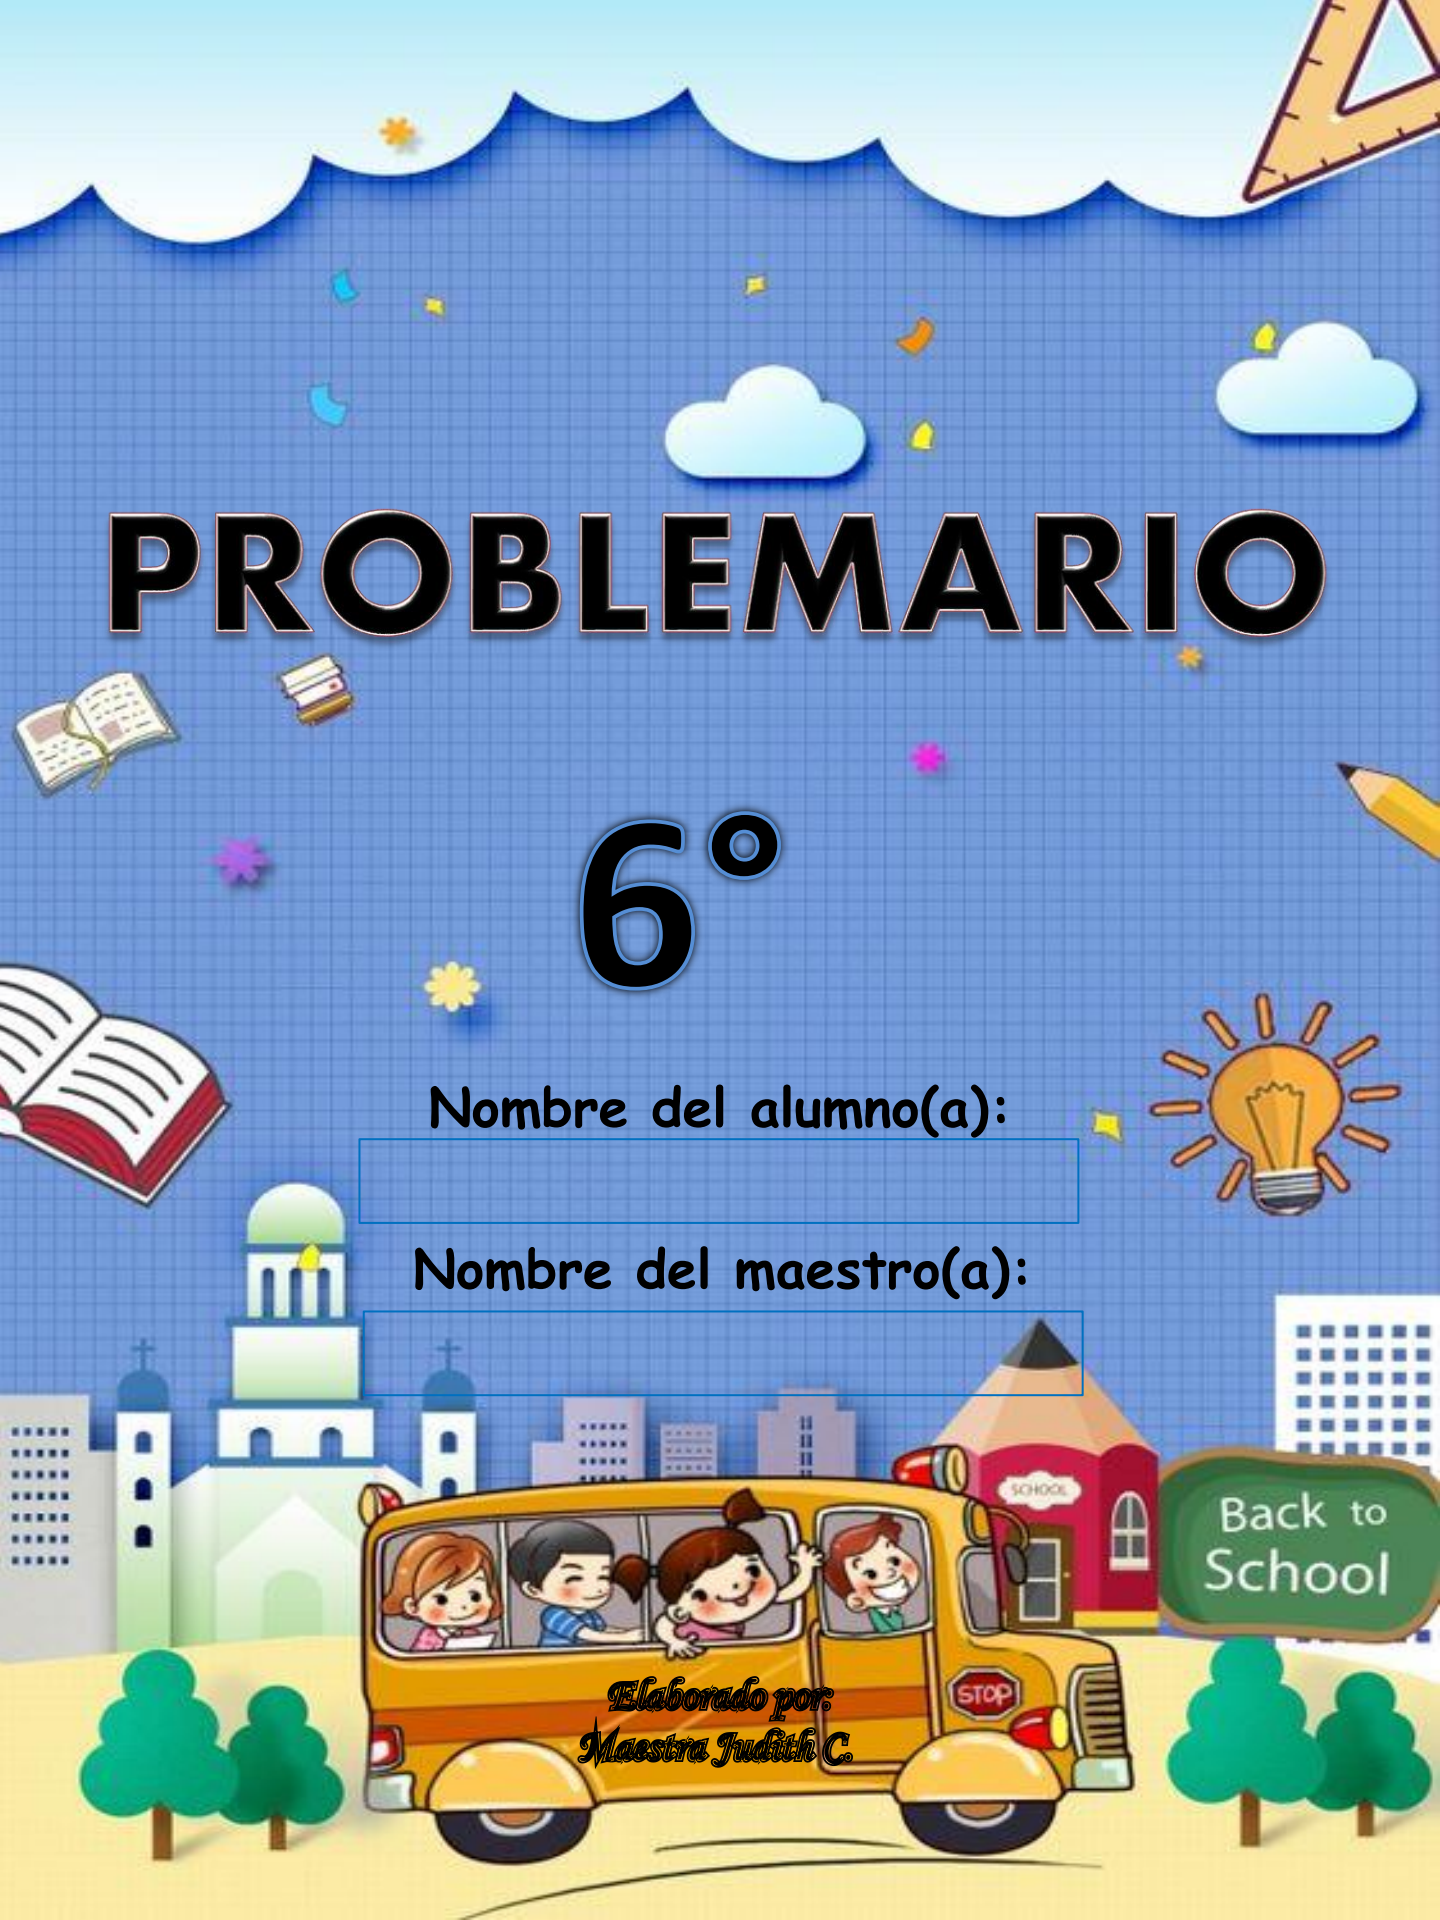 PROBLEMARIO
6°
Nombre del alumno(a):
Nombre del maestro(a):
SCHOOL
Back to
School
STOP
Elaborado por:
Maestra Judith C.